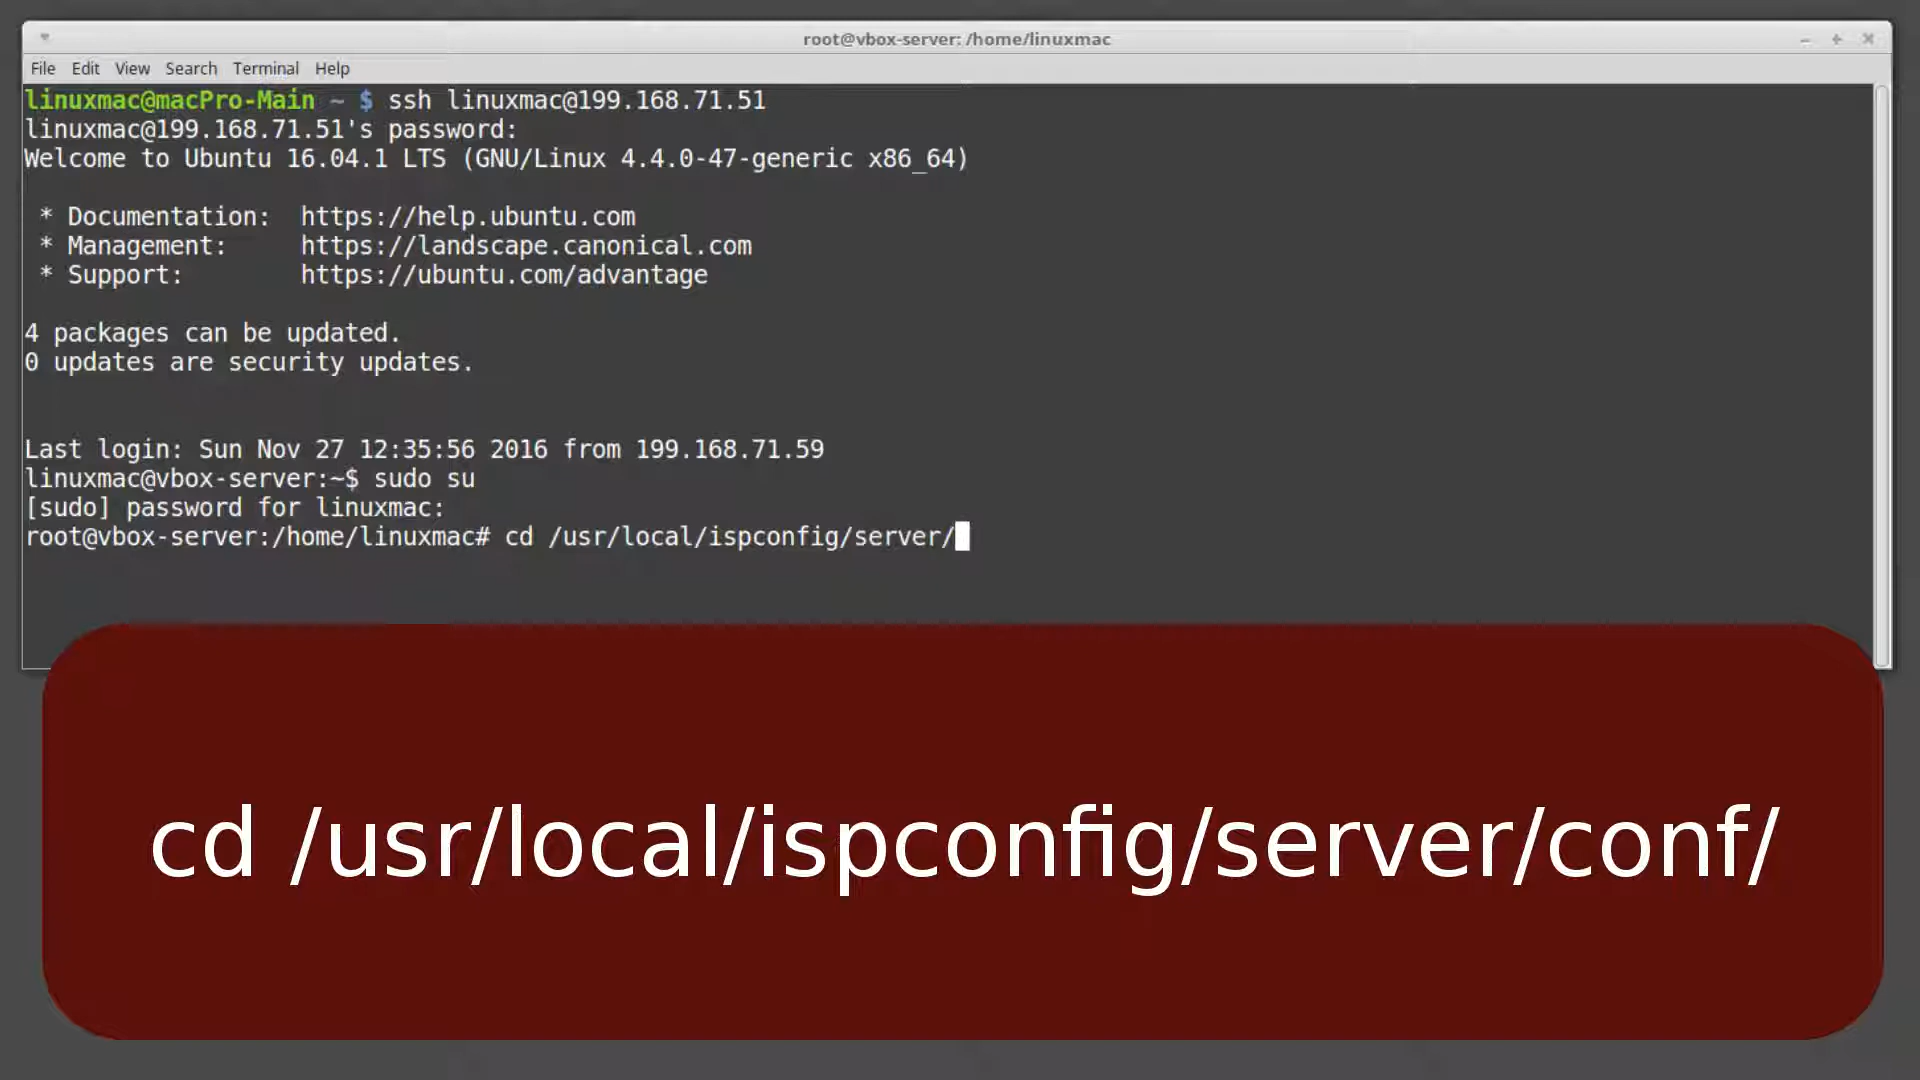 root@vbox-server: /home/linuxmac
File Edit View Search Terminal Help
linuxmac@macPro-Main ~ $ ssh linuxmac@199.168.71.51
linuxmac@199.168.71.51's password:
Welcome to Ubuntu 16.04.1 LTS (GNU/Linux 4.4.0-47-generic x86_64)
* Documentation: https://help.ubuntu.com
* Management: https://landscape.canonical.com
* Support: https://ubuntu.com/advantage
4 packages can be updated.
0 updates are security updates.
Last login: Sun Nov 27 12:35:56 2016 from 199.168.71.59
linuxmac@vbox-server:~$ sudo su
[sudo] password for linuxmac:
root@vbox-server:/home/linuxmac# cd /usr/local/ispconfig/server/
cd /usr/local/ispconfig/server/conf/